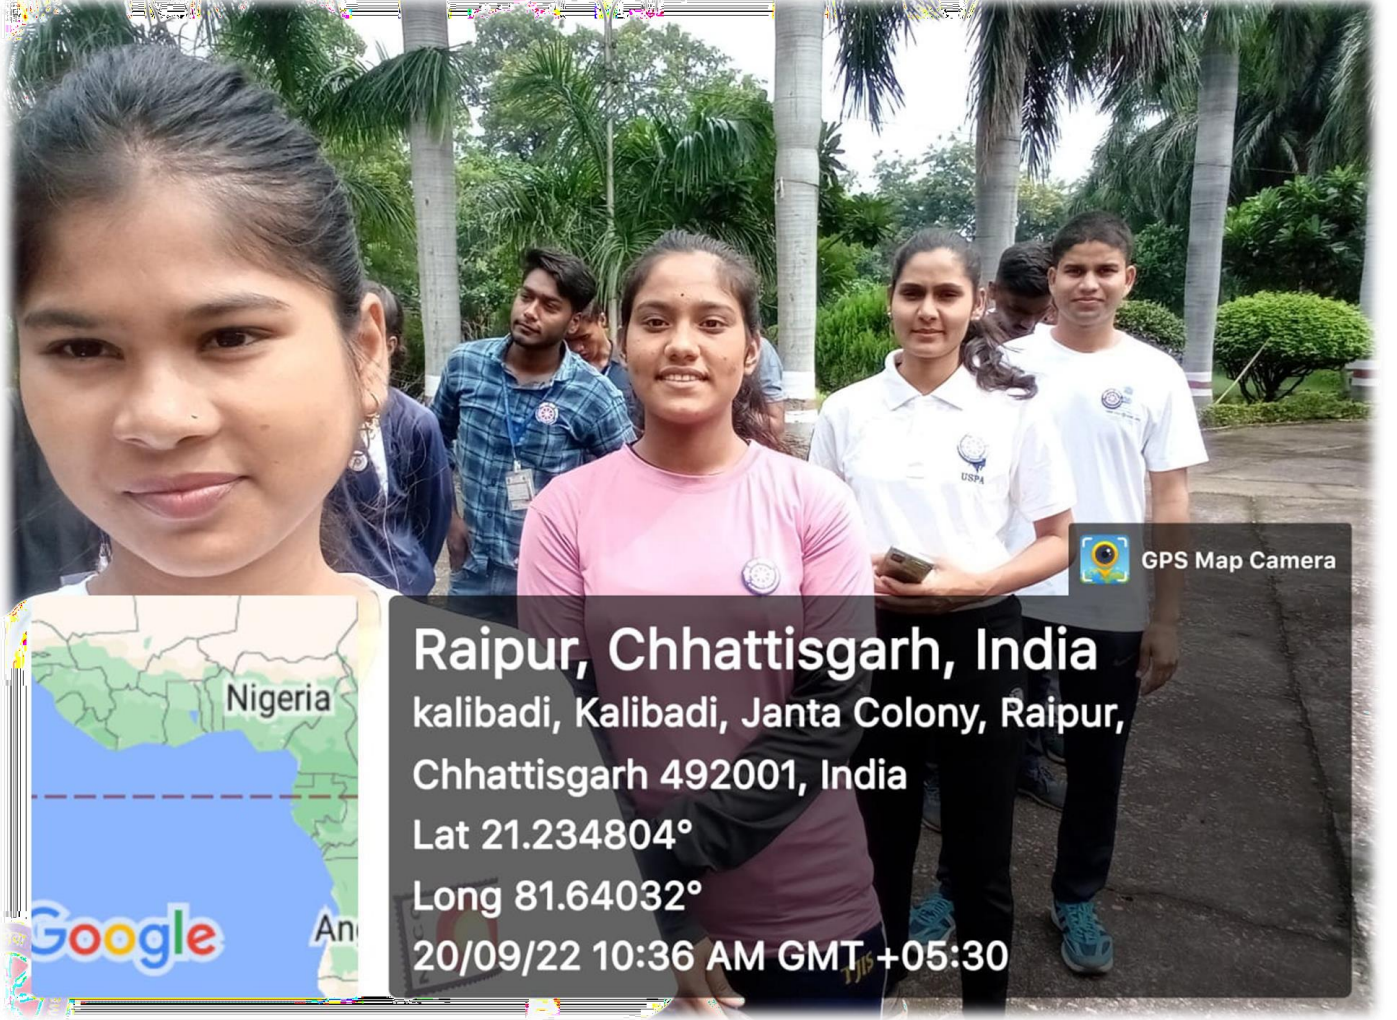 USPA
GPS Map Camera
Raipur, Chhattisgarh, India
kalibadi, Kalibadi, Janta Colony, Raipur,
Chhattisgarh 492001, India
Lat 21.234804°
Long 81.64032°
20/09/22 10:36 AM GMT +05:30
Nigeria
An
Google